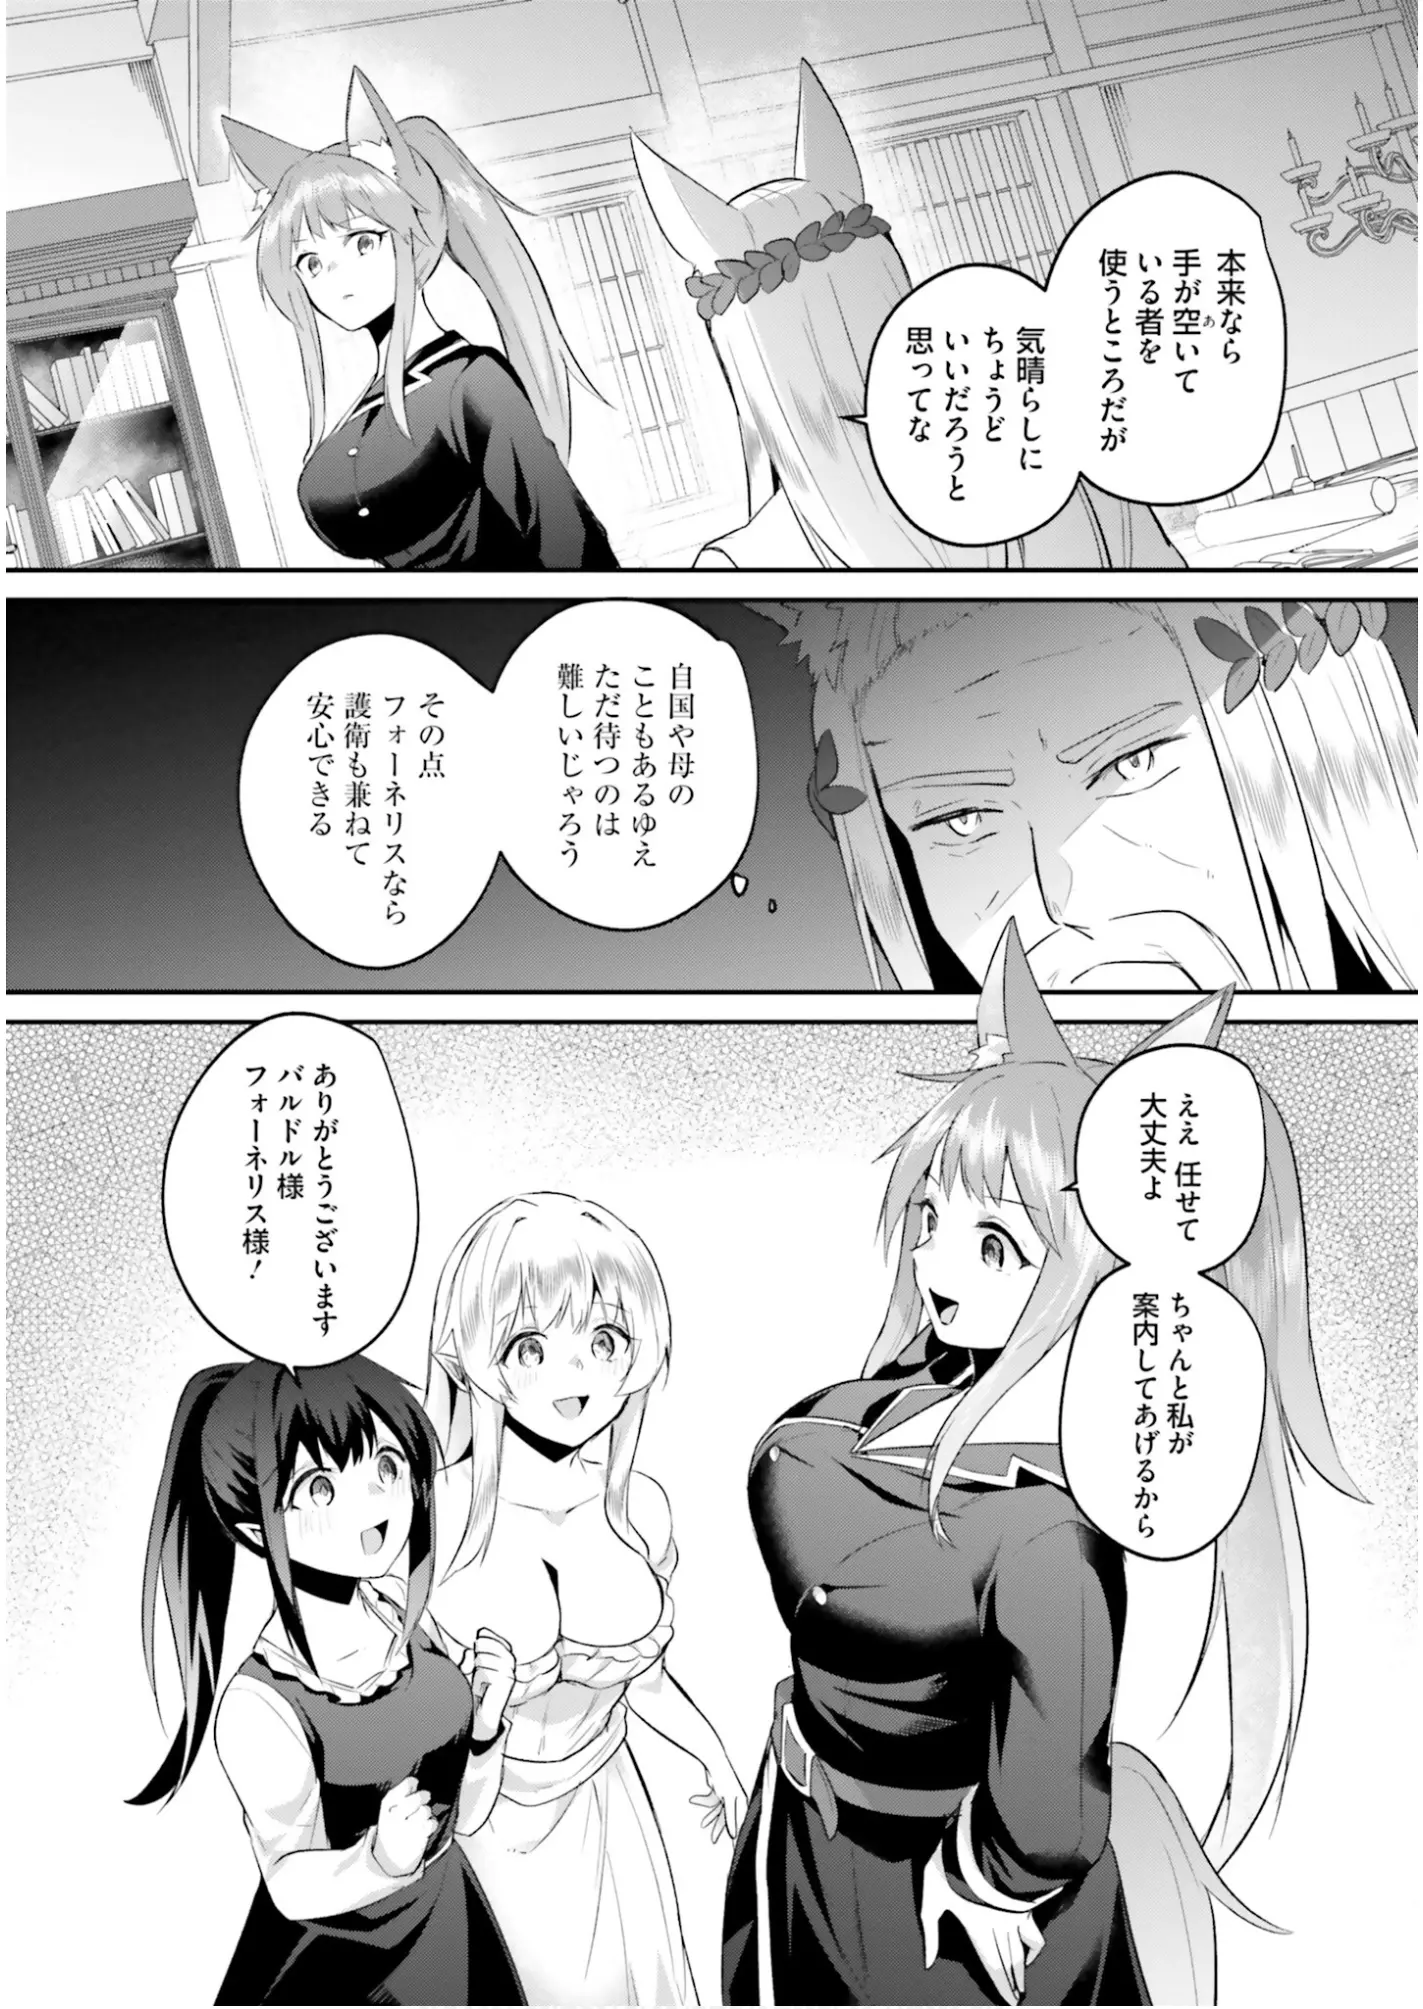 本来なら
手が空いて
いる者を
使うところだが
気晴らしに
ちょうど
いいだろうと
思ってな
自国や母の
こともあるゆえ
ただ待つのは
難しいじゃろう
その点
フォーネリスなら
護衛も兼ねて
安心できる
ええ 任せて
大丈夫よ
ちゃんと私が
案内してあげるから
ありがとうございます
バルドル様
フォーネリス様！